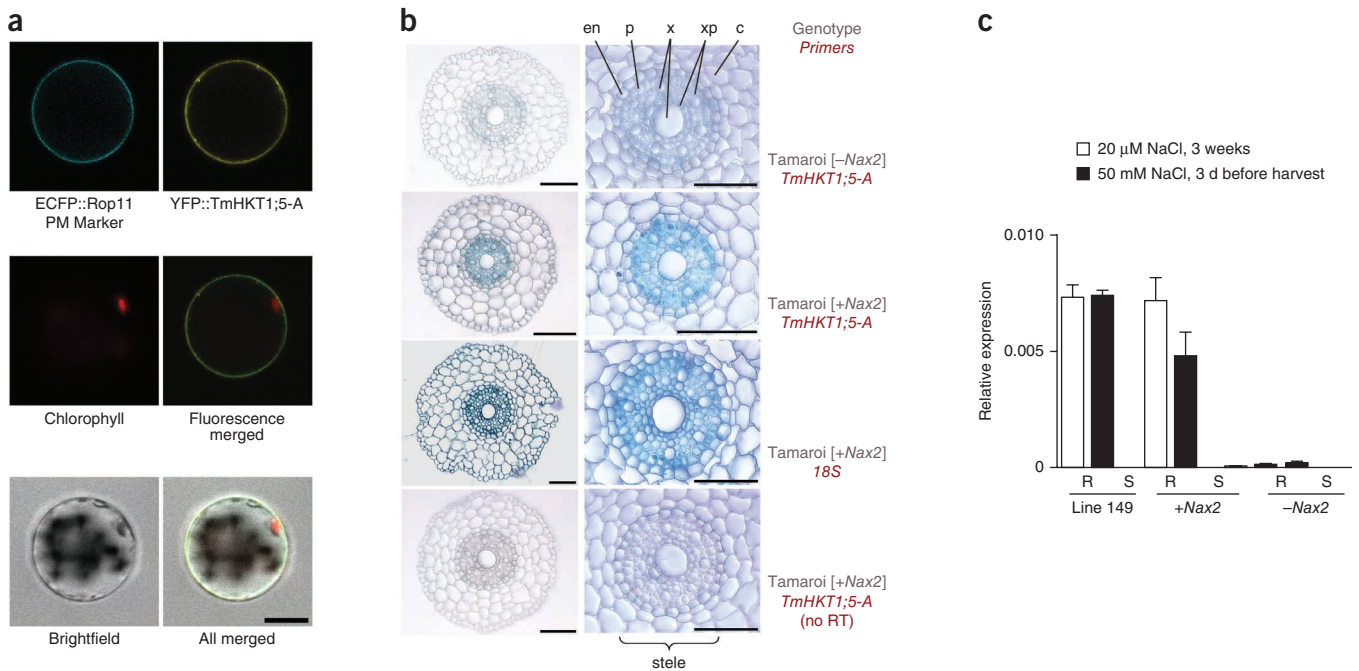 a
ECFP::Rop11
PM Marker
YFP::TmHKT1;5-A
Chlorophyll
Fluorescence
merged
Brightfield
All merged
b
en p x xp c
Genotype
Primers
Tamaroi [–Nax2]
TmHKT1;5-A
Tamaroi [+Nax2]
TmHKT1;5-A
Tamaroi [+Nax2]
18S
Tamaroi [+Nax2]
TmHKT1;5-A
(no RT)
stele
c
20 μM NaCl, 3 weeks
50 mM NaCl, 3 d before harvest
Relative expression
0.010
0.005
0
R S R S R S
Line 149 +Nax2 –Nax2